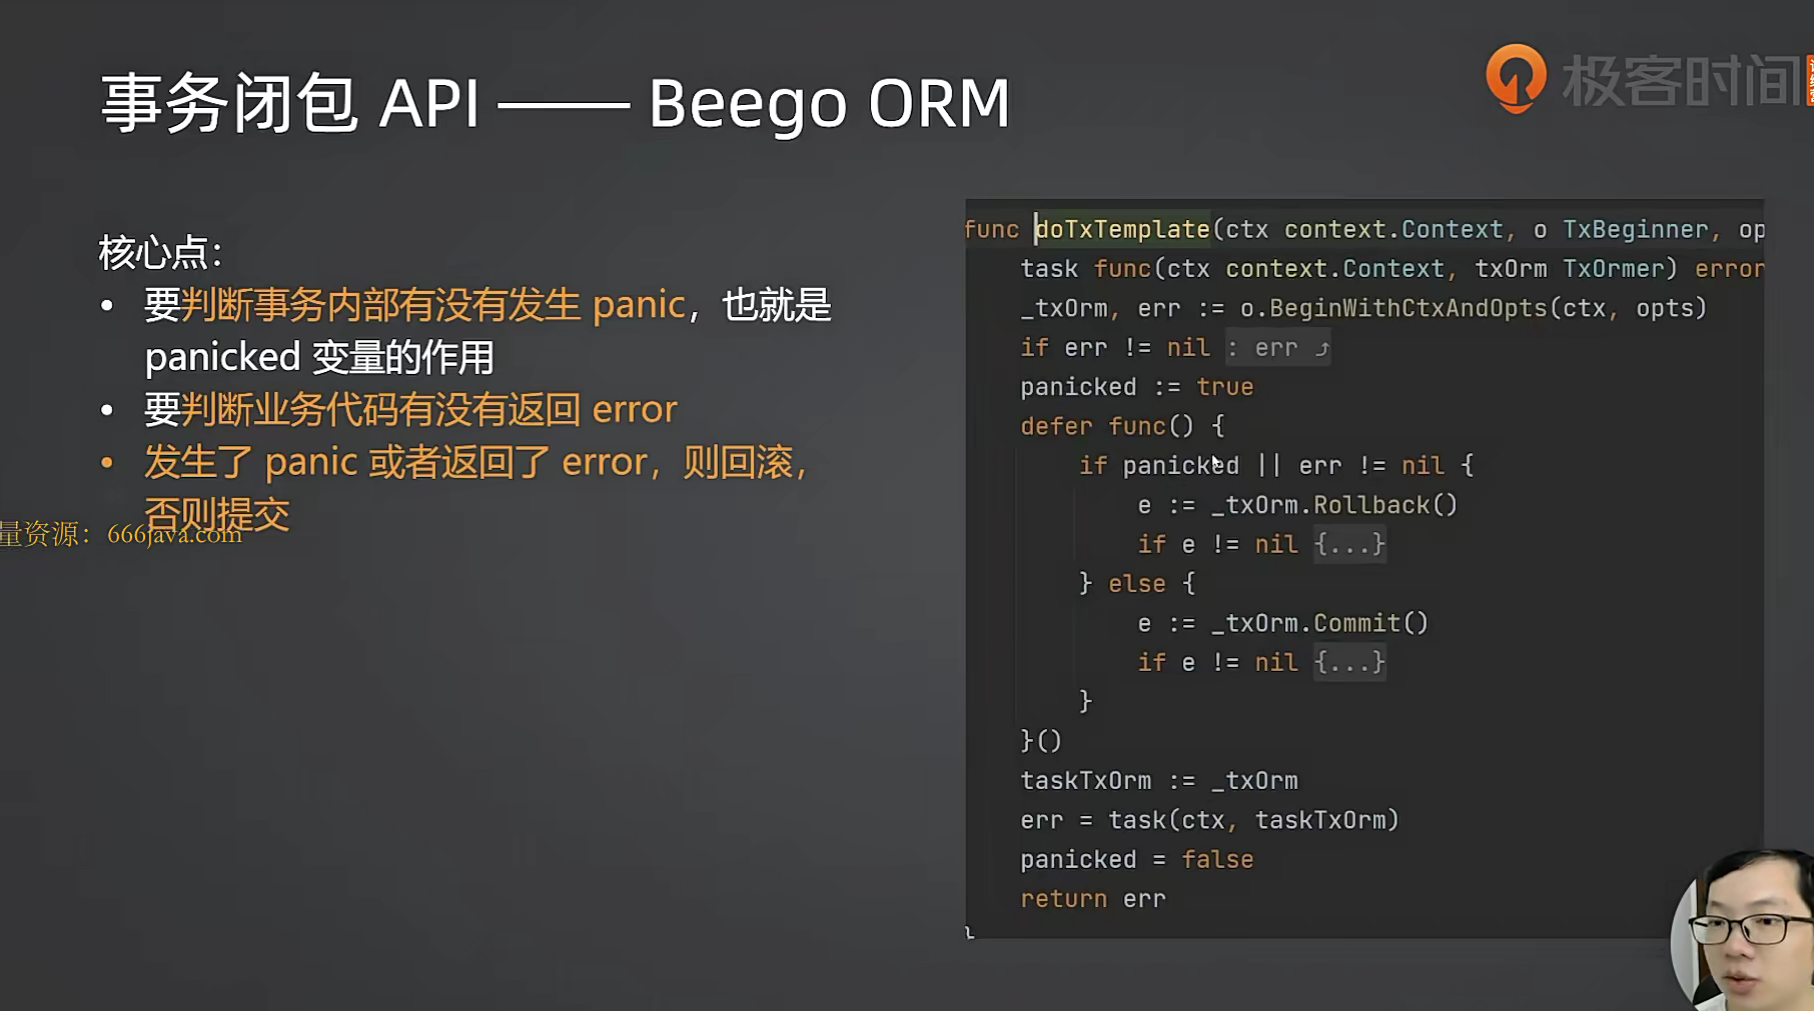 事务闭包 API —— Beego ORM
极客时间
核心点：
• 要判断事务内部有没有发生 panic，也就是
panicked 变量的作用
• 要判断业务代码有没有返回 error
• 发生了 panic 或者返回了 error，则回滚，
否则提交
量资源：666java.com
func doTxTemplate(ctx context.Context, o TxBeginner, op
task func(ctx context.Context, txOrm TxOrmer) error
_txOrm, err := o.BeginWithCtxAndOpts(ctx, opts)
if err != nil : err ⤴
panicked := true
defer func() {
if panicked || err != nil {
e := _txOrm.Rollback()
if e != nil {...}
} else {
e := _txOrm.Commit()
if e != nil {...}
}
}()
taskTxOrm := _txOrm
err = task(ctx, taskTxOrm)
panicked = false
return err
}